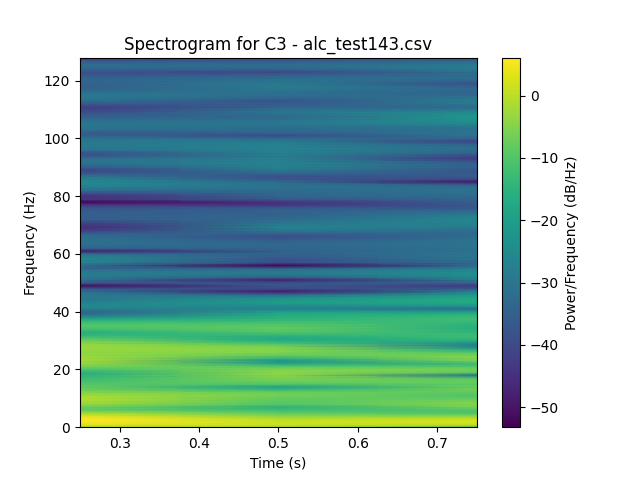 Spectrogram for C3 - alc_test143.csv
120
100
80
60
40
20
0
Frequency (Hz)
0.3 0.4 0.5 0.6 0.7
Time (s)
0
−10
−20
−30
−40
−50
Power/Frequency (dB/Hz)